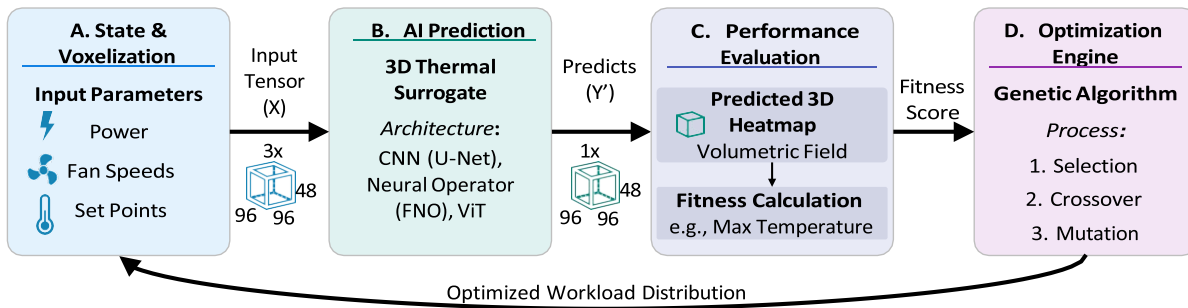 A. State &
Voxelization
Input Parameters
Power
Fan Speeds
Set Points
Input
Tensor
(X)
3x
48
96
96
B. AI Prediction
3D Thermal
Surrogate
Architecture:
CNN (U-Net),
Neural Operator
(FNO), ViT
Predicts
(Y’)
1x
48
96
96
C. Performance
Evaluation
Predicted 3D
Heatmap
Volumetric Field
Fitness Calculation
e.g., Max Temperature
Fitness
Score
D. Optimization
Engine
Genetic Algorithm
Process:
1. Selection
2. Crossover
3. Mutation
Optimized Workload Distribution